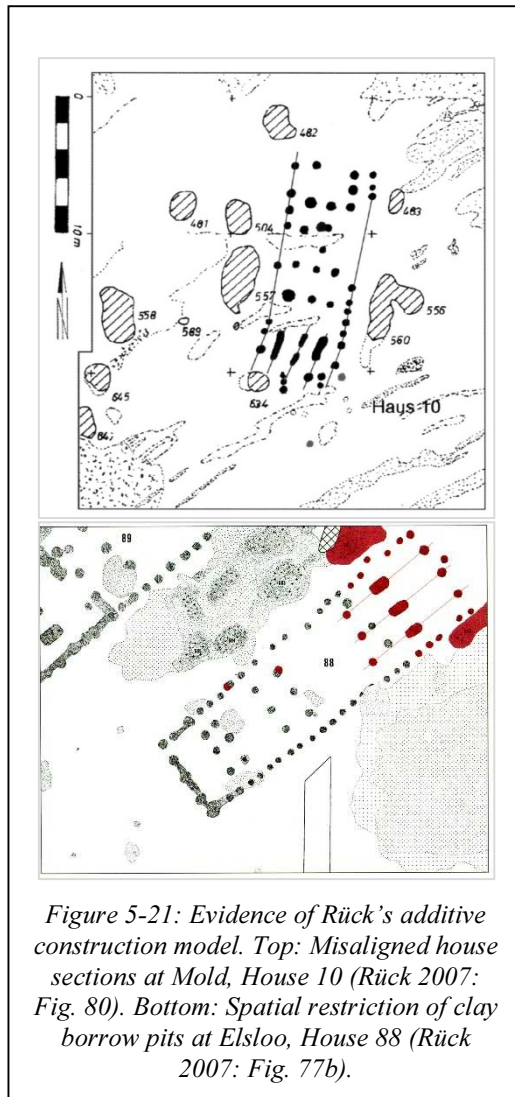 0
482
481
504
483
10 m
557
558
589
556
560
645
634
Haus 10
647
89
88
Figure 5-21: Evidence of Rück’s additive
construction model. Top: Misaligned house
sections at Mold, House 10 (Rück 2007:
Fig. 80). Bottom: Spatial restriction of clay
borrow pits at Elsloo, House 88 (Rück
2007: Fig. 77b).